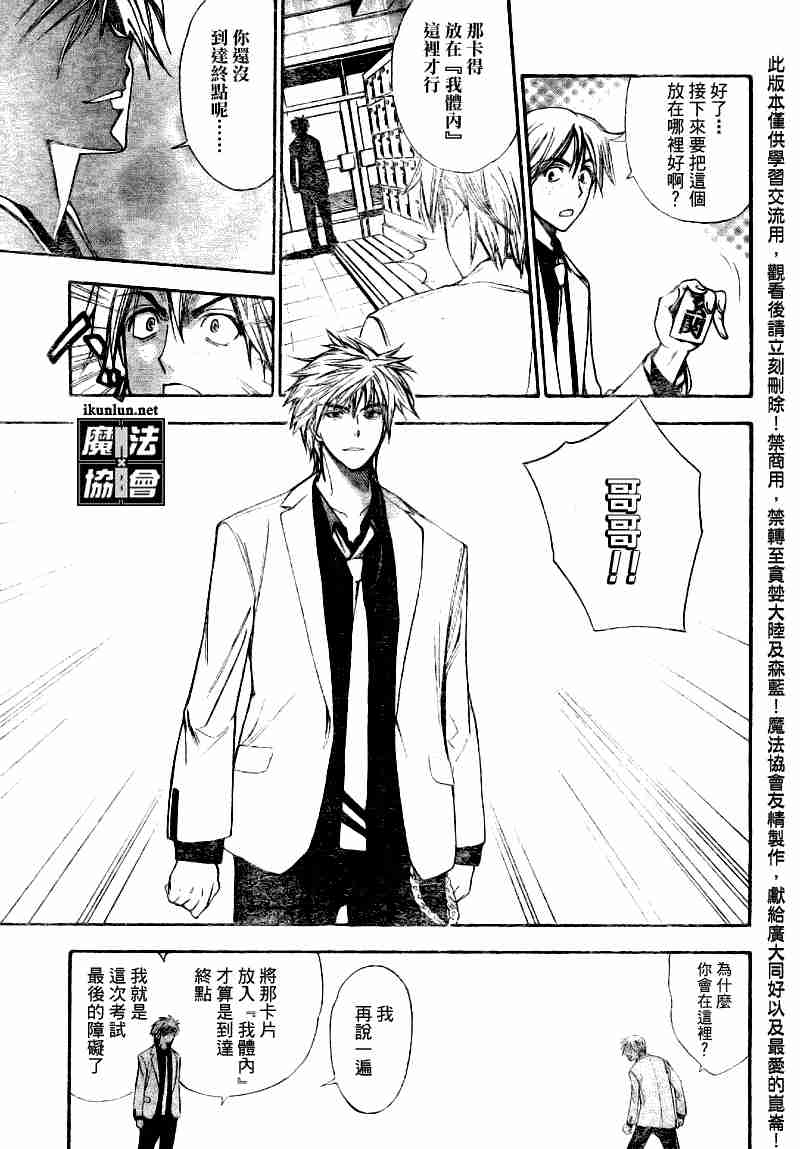 好了…
接下來要把這個
放在哪裡好啊？
玄關
那卡得
放在『我體內』
這裡才行
你還沒
到達終點呢……
ikunlun.net
魔法
M×B
協會
哥哥!!
為什麼
你會在這裡？
我
再說一遍
將那卡片
放入『我體內』
才算是到達
終點
我就是
這次考試
最後的障礙了
此版本僅供學習交流用，觀看後請立刻刪除！禁商用，禁轉至貪婪大陸及森藍！魔法協會友情製作，獻給廣大同好以及最愛的崑崙！